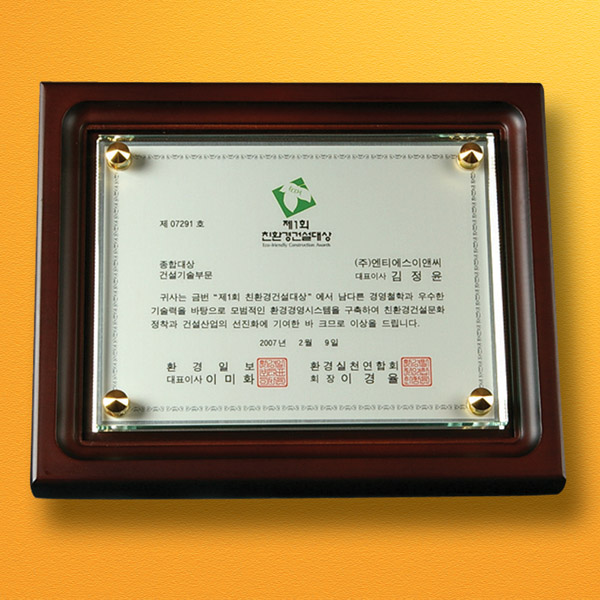 제 07291 호
제1회
친환경건설대상
Eco-friendly Construction Awards
종합대상
건설기술부문
(주)엔티에스이앤씨
대표이사 김 정 윤
귀사는 금번 "제1회 친환경건설대상" 에서 남다른 경영철학과 우수한
기술력을 바탕으로 모범적인 환경경영시스템을 구축하여 친환경건설문화
정착과 건설산업의 선진화에 기여한 바 크므로 이상을 드립니다.
2007년 2월 9일
환 경 일 보
대표이사 이 미 화
환경실천연합회
회 장 이 경 율